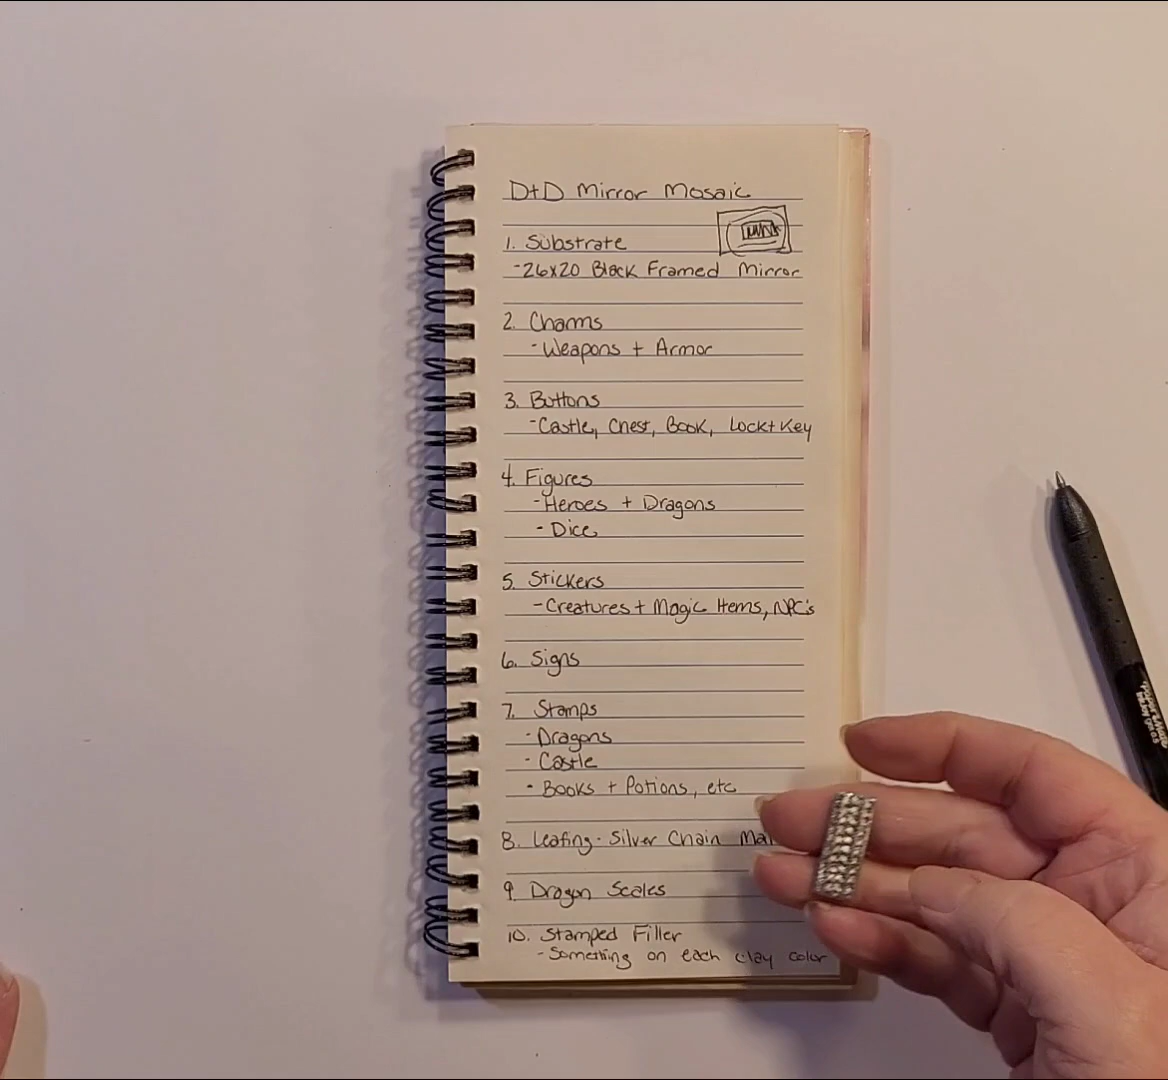 D+D Mirror Mosaic
1. Substrate
-26x20 Black Framed Mirror
2. Charms
-Weapons + Armor
3. Buttons
-Castle, Chest, Book, Lock+Key
4. Figures
-Heroes + Dragons
- Dice
5. Stickers
-Creatures + Magic Items, NPC's
6. Signs
7. Stamps
-Dragons
- Castle
- Books + Potions, etc
8. Leafing- Silver Chain
9. Dragon Scales
10. Stamped Filler
-Something on each clay color